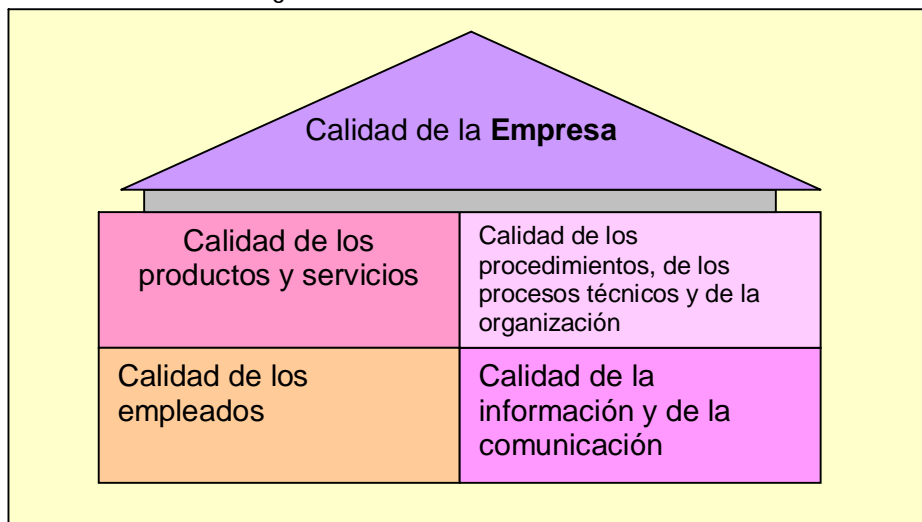 Calidad de la Empresa
Calidad de los
productos y servicios
Calidad de los
procedimientos, de los
procesos técnicos y de la
organización
Calidad de los
empleados
Calidad de la
información y de la
comunicación